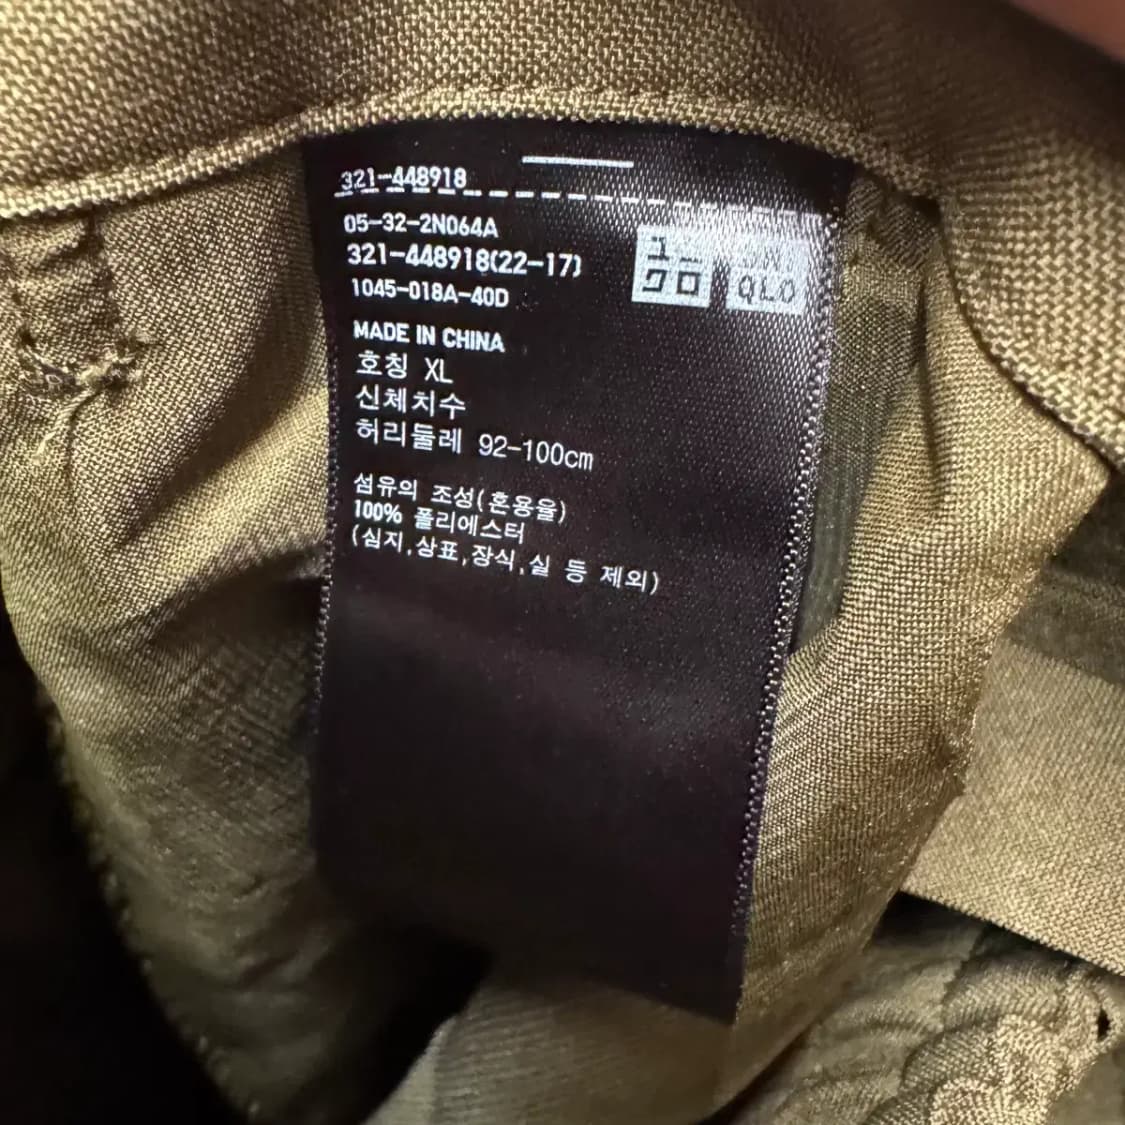 321-448918
05-32-2N064A
321-448918(22-17)
1045-018A-40D
QLO
MADE IN CHINA
호칭 XL
신체치수
허리둘레 92-100cm
섬유의 조성(혼용율)
100% 폴리에스터
(심지,상표,장식,실 등 제외)